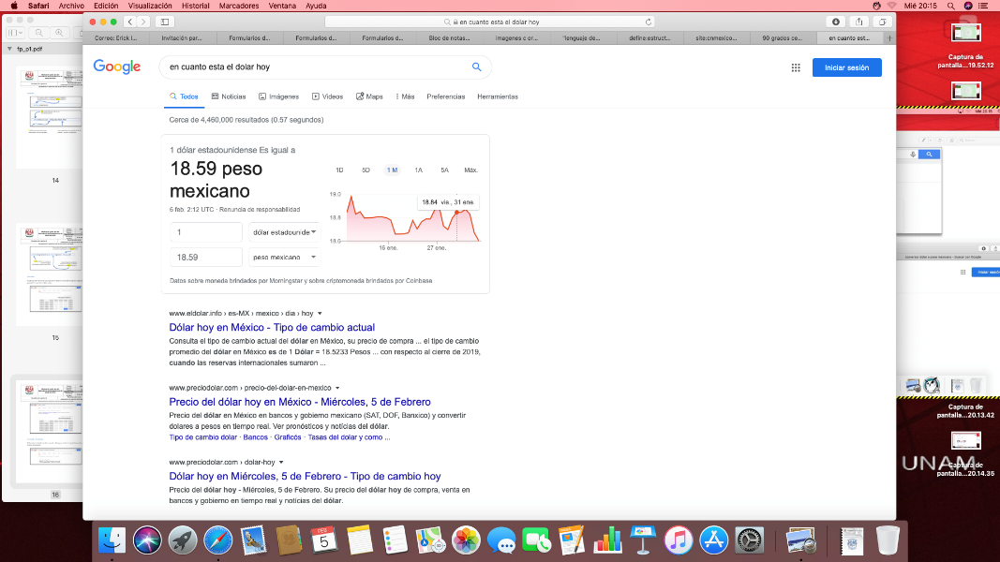 Safari Archivo Edición Visualización Historial Marcadores Ventana Ayuda
Mié 20:15
en cuanto esta el dolar hoy
Correo: Erick l...
Invitación par...
Formularios d...
Formularios d...
Formularios d...
Bloc de notas...
imagenes c or...
"lenguaje de...
define:estruct...
site:cnmexico...
90 grados ce...
en cuanto est...
fp_p1.pdf
14
15
16
Google
en cuanto esta el dolar hoy
Iniciar sesión
Todos Noticias Imágenes Videos Maps Más Preferencias Herramientas
Cerca de 4,460,000 resultados (0.57 segundos)
1 dólar estadounidense Es igual a
18.59 peso
mexicano
6 feb. 2:12 UTC · Renuncia de responsabilidad
1 dólar estadounide
18.59 peso mexicano
1D 5D 1 M 1A 5A Máx.
19.0
18.8
18.6
18.84 vie., 31 ene.
15 ene. 27 ene.
Datos sobre moneda brindados por Morningstar y sobre criptomoneda brindados por Coinbase
www.eldolar.info › es-MX › mexico › dia › hoy
Dólar hoy en México - Tipo de cambio actual
Consulta el tipo de cambio actual del dólar en México, su precio de compra ... el tipo de cambio
promedio del dólar en México es de 1 Dólar = 18.5233 Pesos ... con respecto al cierre de 2019,
cuando las reservas internacionales sumaron ...
www.preciodolar.com › precio-del-dolar-en-mexico
Precio del dólar hoy en México - Miércoles, 5 de Febrero
Precio del dólar en México en bancos y gobierno mexicano (SAT, DOF, Banxico) y convertir
dolares a pesos en tiempo real. Ver pronósticos y notícias del dólar.
Tipo de cambio dolar · Bancos · Graficós · Tasas del dolar y como ...
www.preciodolar.com › dolar-hoy
Dólar hoy en Miércoles, 5 de Febrero - Tipo de cambio hoy
Precio del dólar hoy - Miércoles, 5 de Febrero. Su precio del dólar hoy de compra, venta en
bancos y gobierno en tiempo real y notícias del dólar.
Captura de
pantalla...19.52.12
Captura de
pantalla...20.13.42
UNAM
Captura de
pantalla...20.14.35
FEB
5